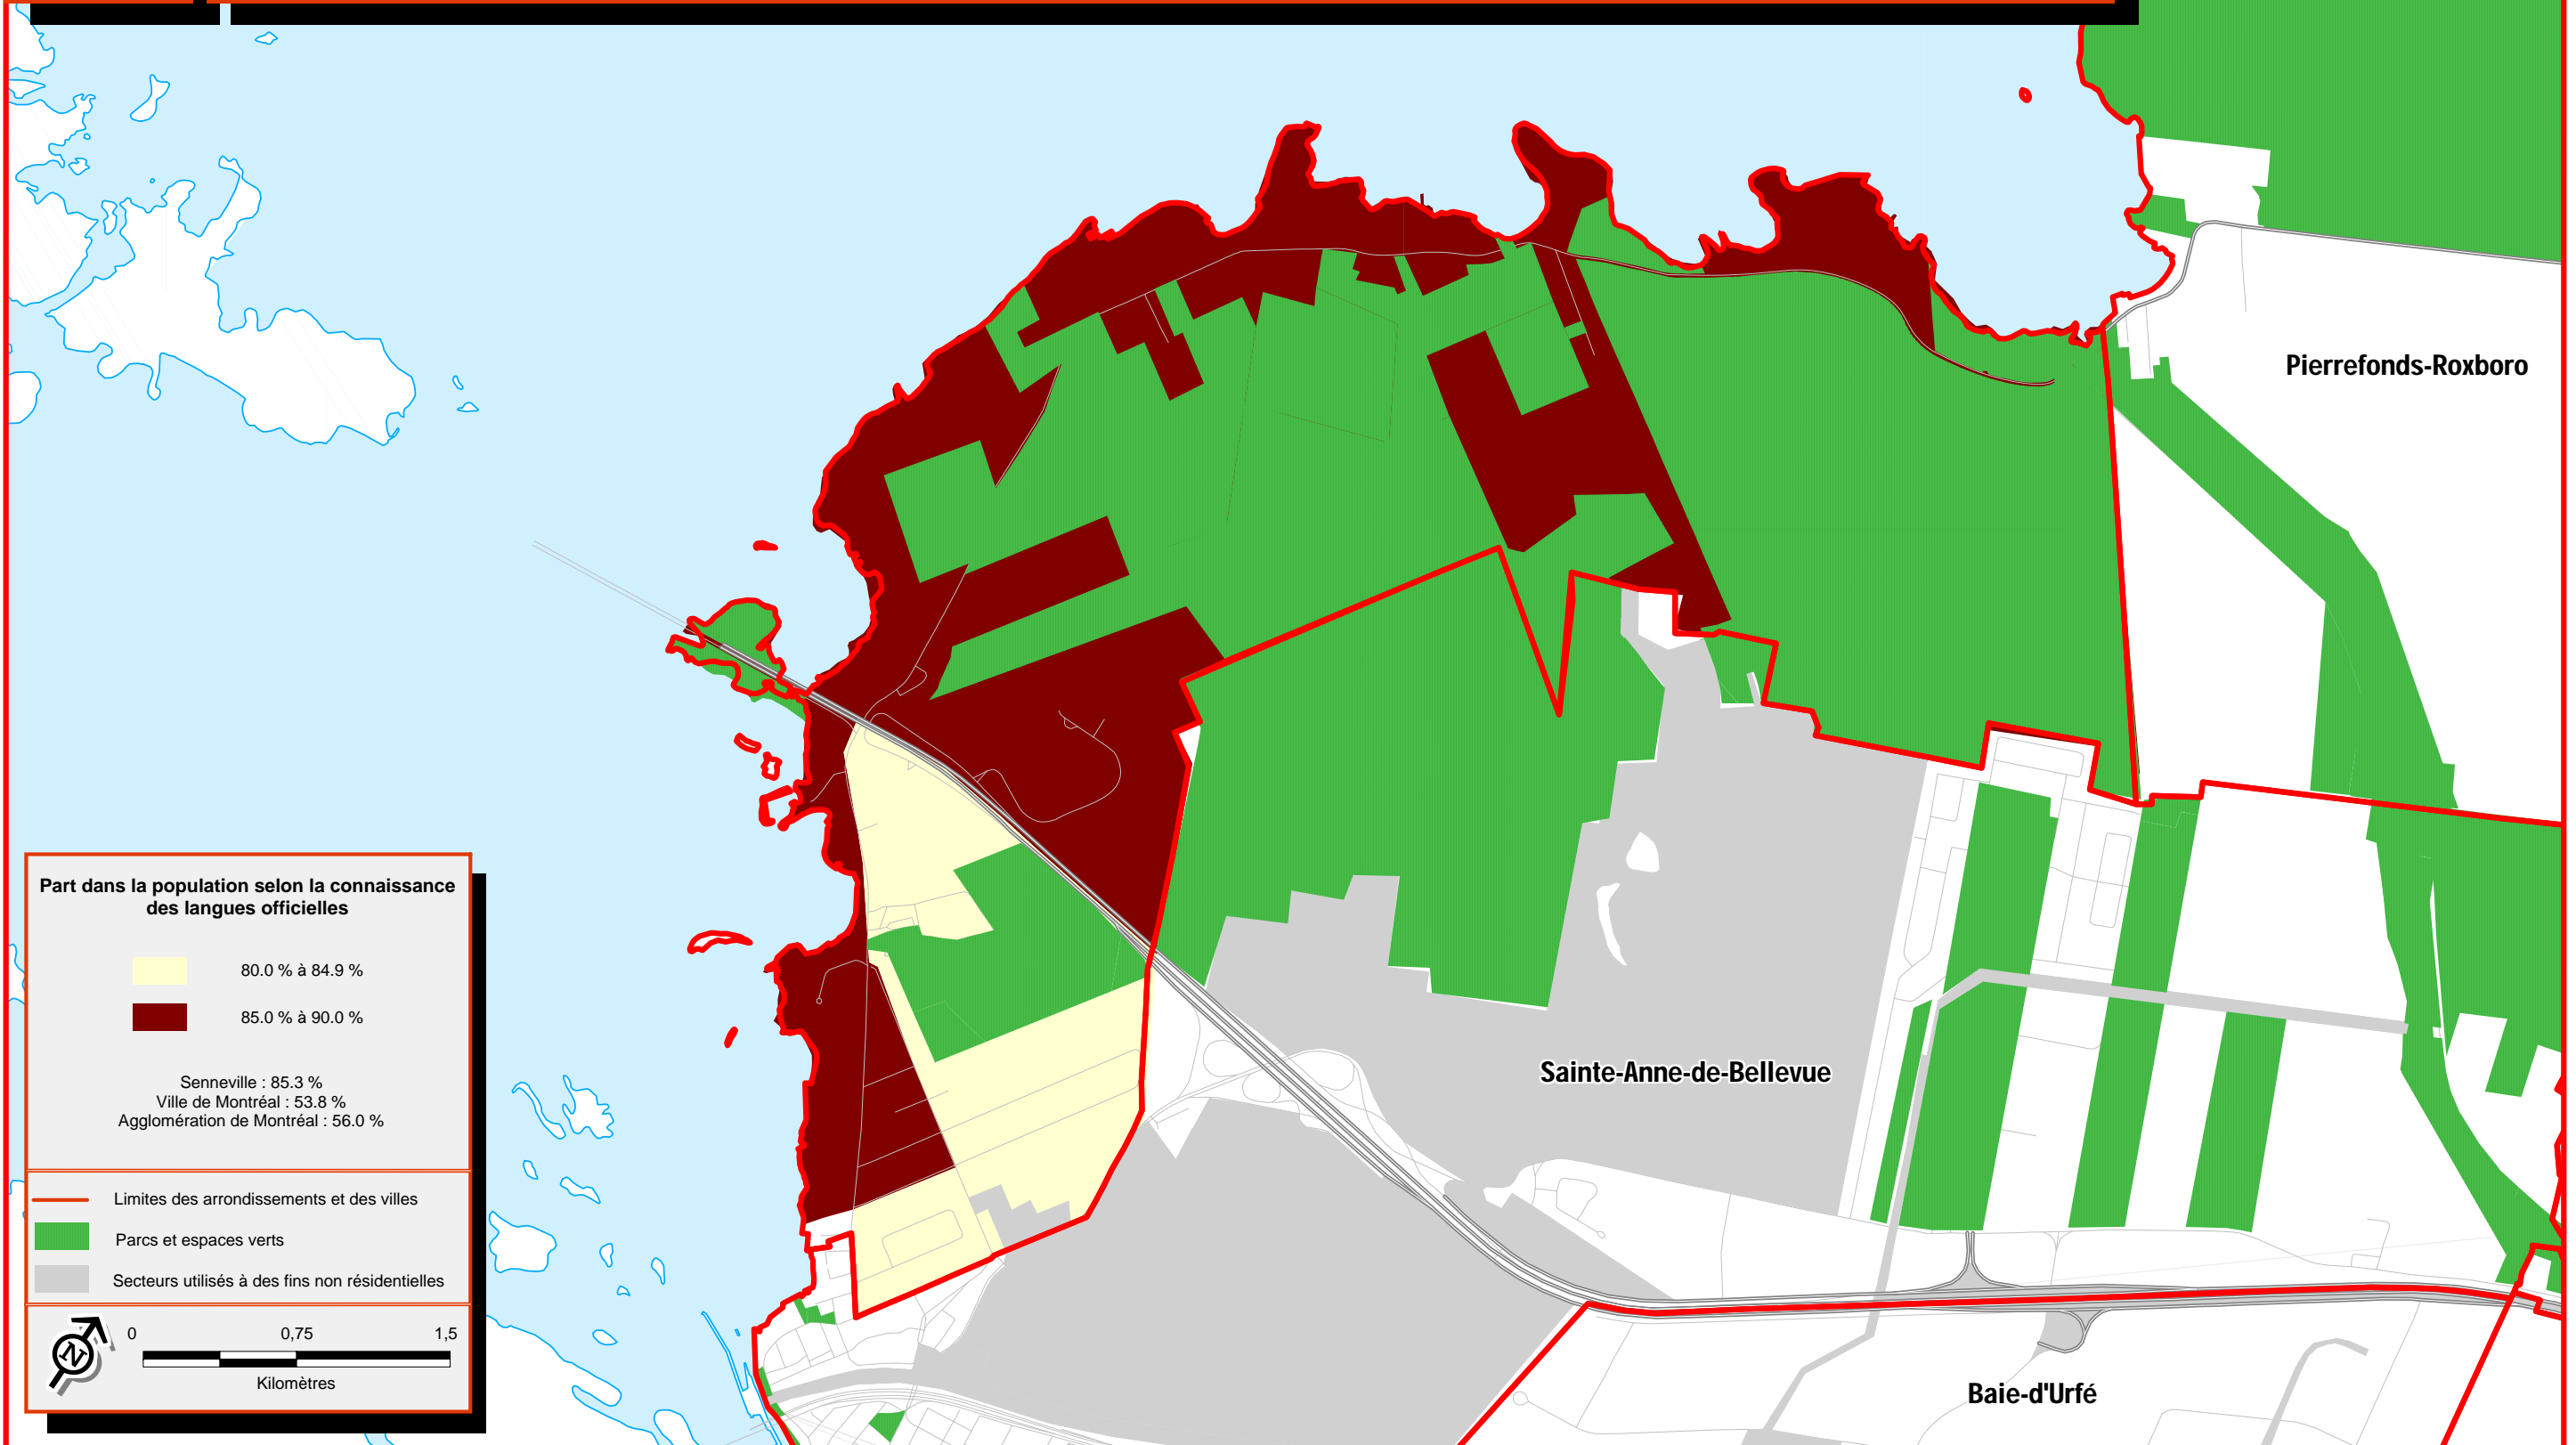 Pierrefonds-Roxboro
Sainte-Anne-de-Bellevue
Baie-d'Urfé
Part dans la population selon la connaissance
des langues officielles
80.0 % à 84.9 %
85.0 % à 90.0 %
Senneville : 85.3 %
Ville de Montréal : 53.8 %
Agglomération de Montréal : 56.0 %
Limites des arrondissements et des villes
Parcs et espaces verts
Secteurs utilisés à des fins non résidentielles
N
0 0,75 1,5
Kilomètres